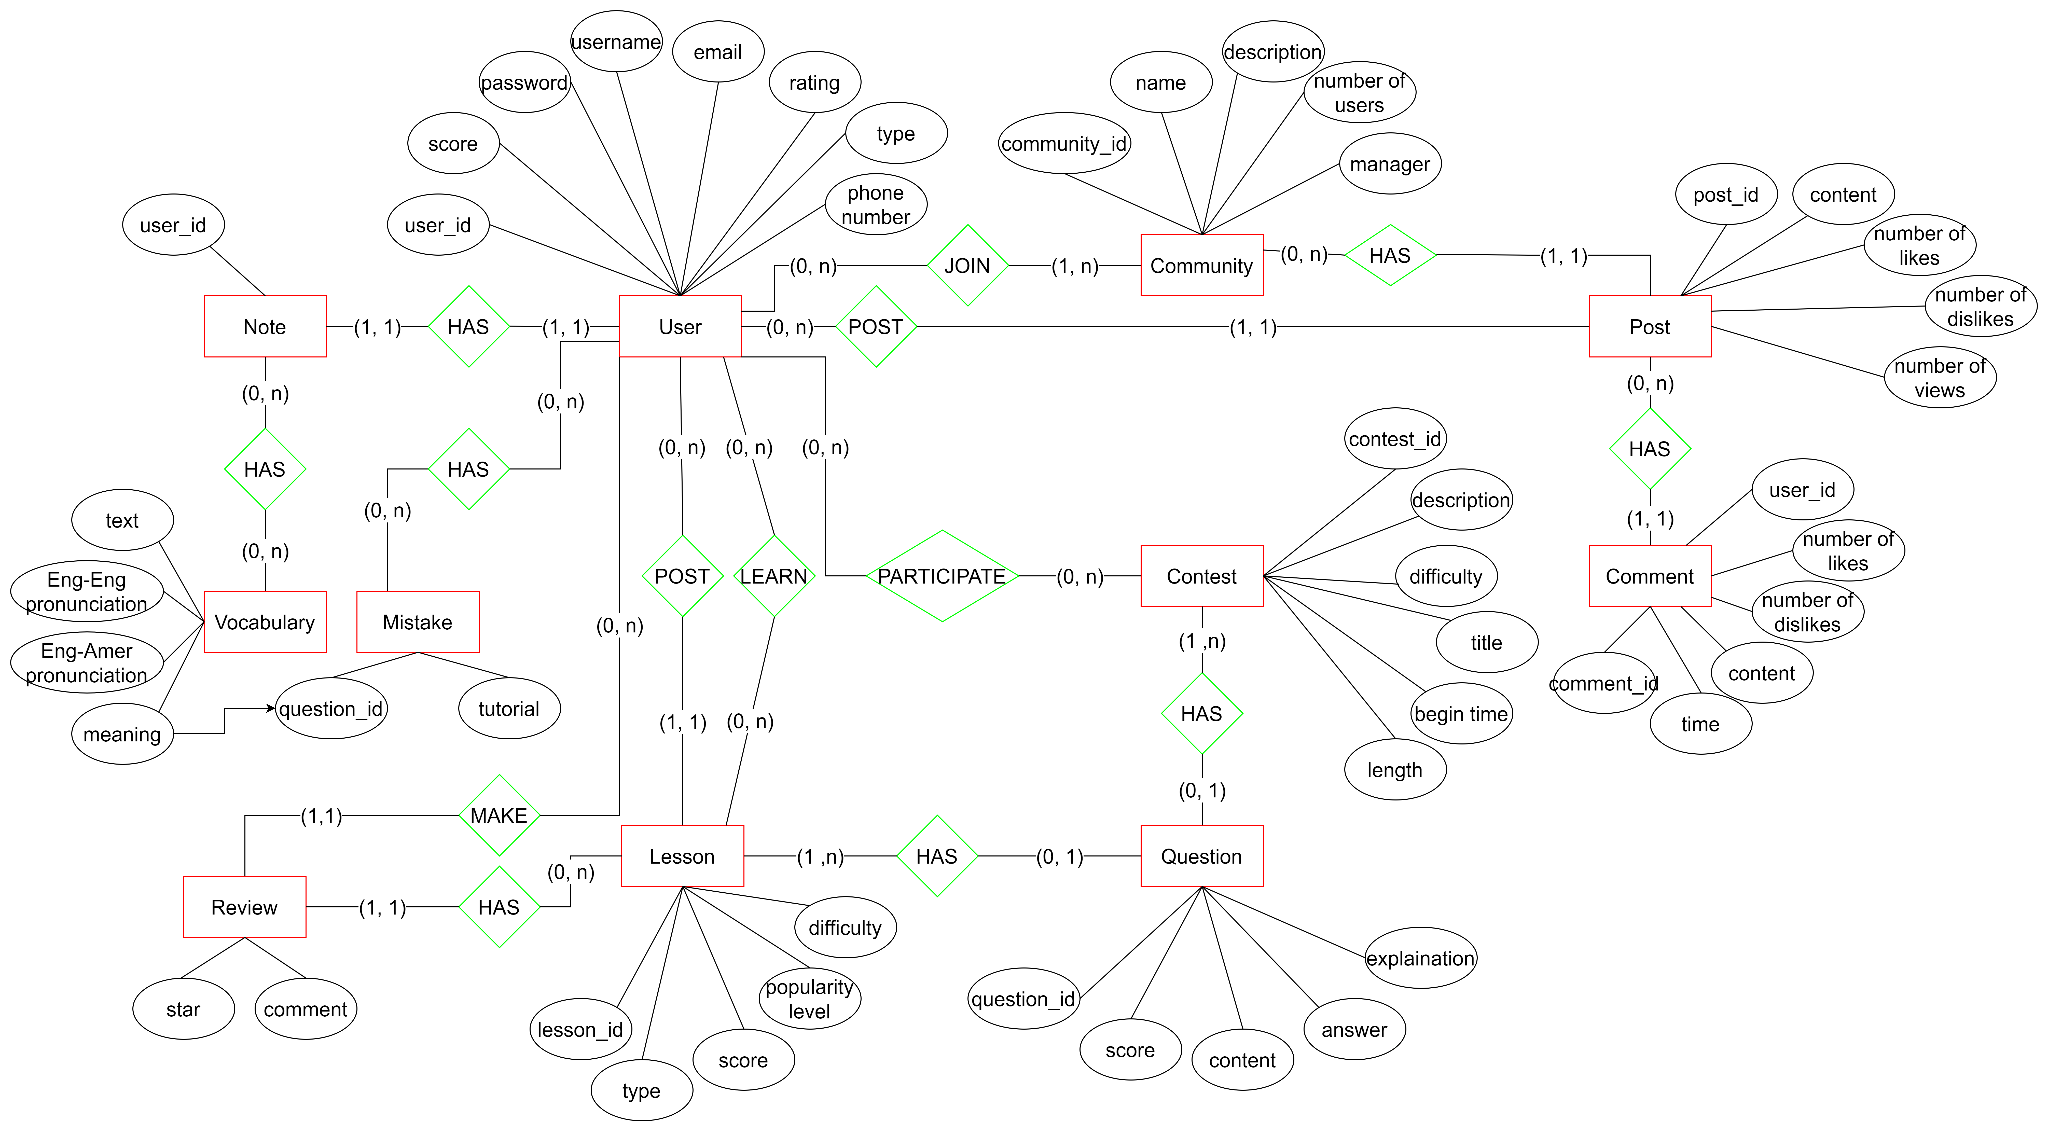 username
email
description
password
rating
name
number of
users
score
type
community_id
manager
user_id
user_id
phone
number
post_id
content
number of
likes
JOIN
(0, n)
(1, n)
Community
(0, n)
HAS
(1, 1)
Note
(1, 1)
HAS
(1, 1)
User
(0, n)
POST
(1, 1)
Post
number of
dislikes
number of
views
(0, n)
(0, n)
(0, n)
HAS
HAS
(0, n)
(0, n)
(0, n)
contest_id
HAS
description
user_id
text
(0, n)
(0, n)
(1, 1)
number of
likes
Eng-Eng
pronunciation
POST
LEARN
PARTICIPATE
(0, n)
Contest
difficulty
Comment
number of
dislikes
Vocabulary
Mistake
(0, n)
(1 ,n)
title
Eng-Amer
pronunciation
content
comment_id
time
meaning
question_id
tutorial
(1, 1)
(0, n)
HAS
begin time
length
(0, 1)
(1,1)
MAKE
(0, n)
Lesson
(1 ,n)
HAS
(0, 1)
Question
Review
(1, 1)
HAS
difficulty
explaination
star
comment
lesson_id
popularity
level
question_id
type
score
score
content
answer